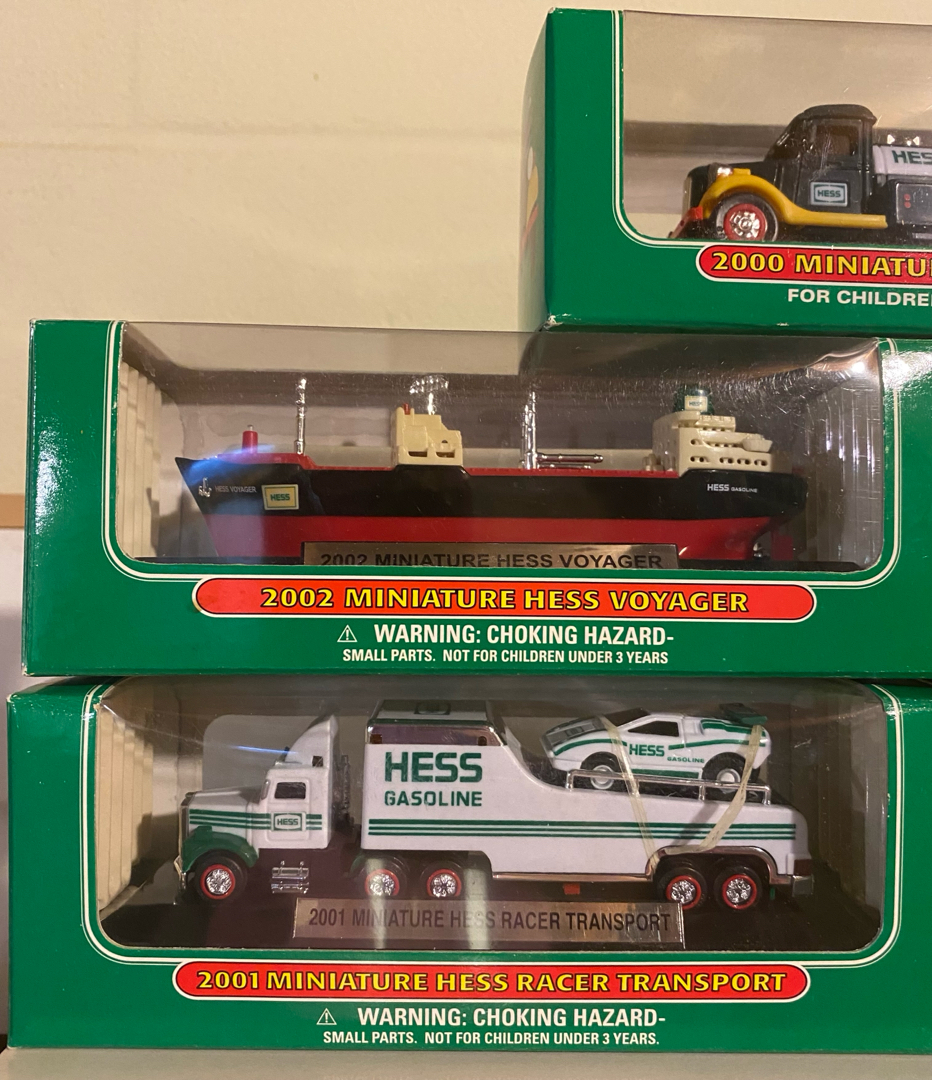 HESS
HESS
2000 MINIATU
FOR CHILDRE
HESS VOYAGER
HESS
HESS GASOLINE
2002 MINIATURE HESS VOYAGER
2002 MINIATURE HESS VOYAGER
⚠ WARNING: CHOKING HAZARD-
SMALL PARTS. NOT FOR CHILDREN UNDER 3 YEARS
HESS
GASOLINE
HESS GASOLINE
HESS
2001 MINIATURE HESS RACER TRANSPORT
2001 MINIATURE HESS RACER TRANSPORT
⚠ WARNING: CHOKING HAZARD-
SMALL PARTS. NOT FOR CHILDREN UNDER 3 YEARS.